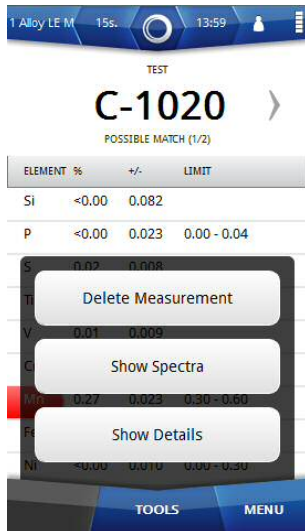 1 Alloy LE M 15s. 13:59
TEST
C-1020
POSSIBLE MATCH (1/2)
ELEMENT % +/- LIMIT
Si <0.00 0.082
P <0.00 0.023 0.00 - 0.04
S 0.02 0.008
Delete Measurement
V 0.01 0.009
Show Spectra
Mn 0.27 0.023 0.30 - 0.60
Fe
Show Details
Ni <0.00 0.010 0.00 - 0.30
TOOLS MENU